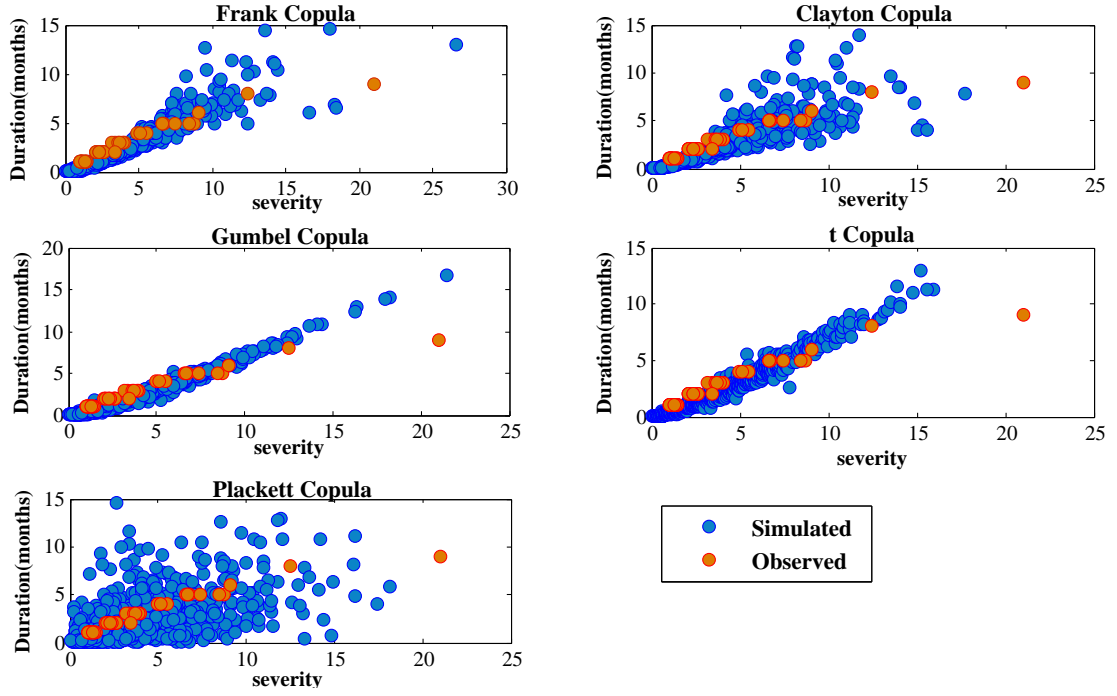 Frank Copula
Duration(months)
15
10
5
0
0 5 10 15 20 25 30
severity
Clayton Copula
Duration(months)
15
10
5
0
0 5 10 15 20 25
severity
Gumbel Copula
Duration(months)
20
15
10
5
0
0 5 10 15 20 25
severity
t Copula
Duration(months)
15
10
5
0
0 5 10 15 20 25
severity
Plackett Copula
Duration(months)
15
10
5
0
0 5 10 15 20 25
severity
Simulated
Observed